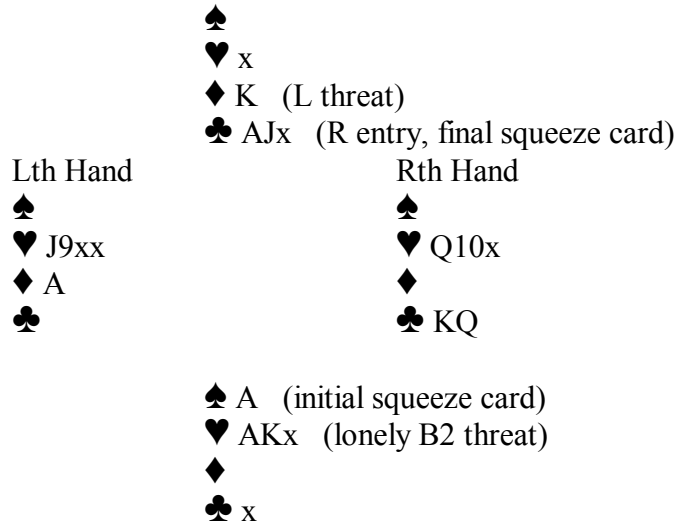 ♠
♥ x
♦ K (L threat)
♣ AJx (R entry, final squeeze card)
Lth Hand Rth Hand
♠ ♠
♥ J9xx ♥ Q10x
♦ A ♦
♣ ♣ KQ
♠ A (initial squeeze card)
♥ AKx (lonely B2 threat)
♦
♣ x